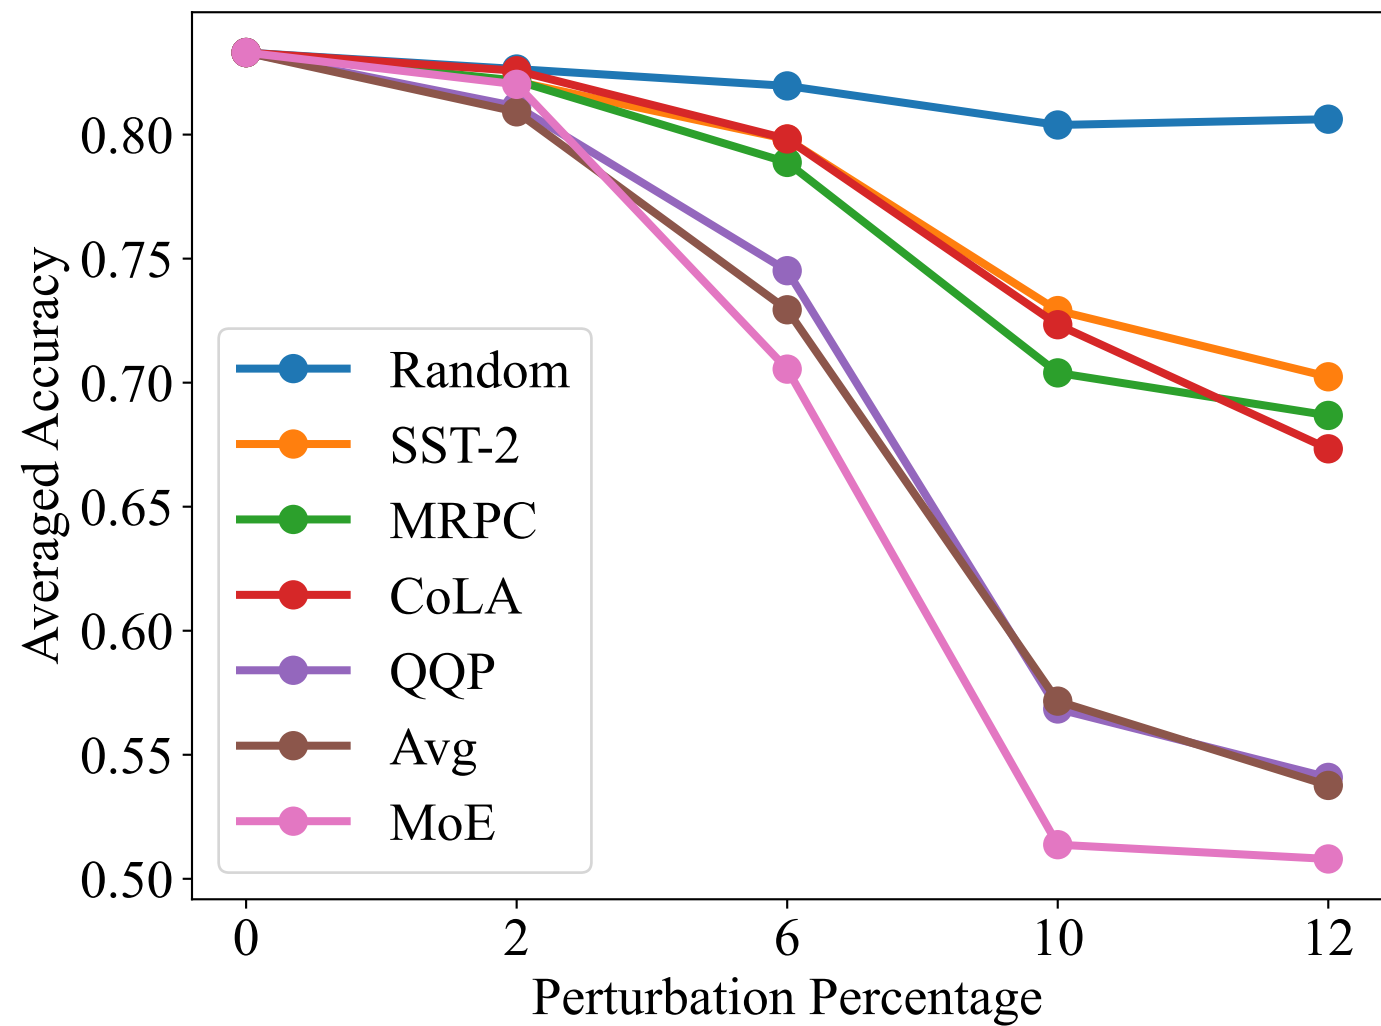 Averaged Accuracy
0.80
0.75
0.70
0.65
0.60
0.55
0.50
Random
SST-2
MRPC
CoLA
QQP
Avg
MoE
0 2 6 10 12
Perturbation Percentage